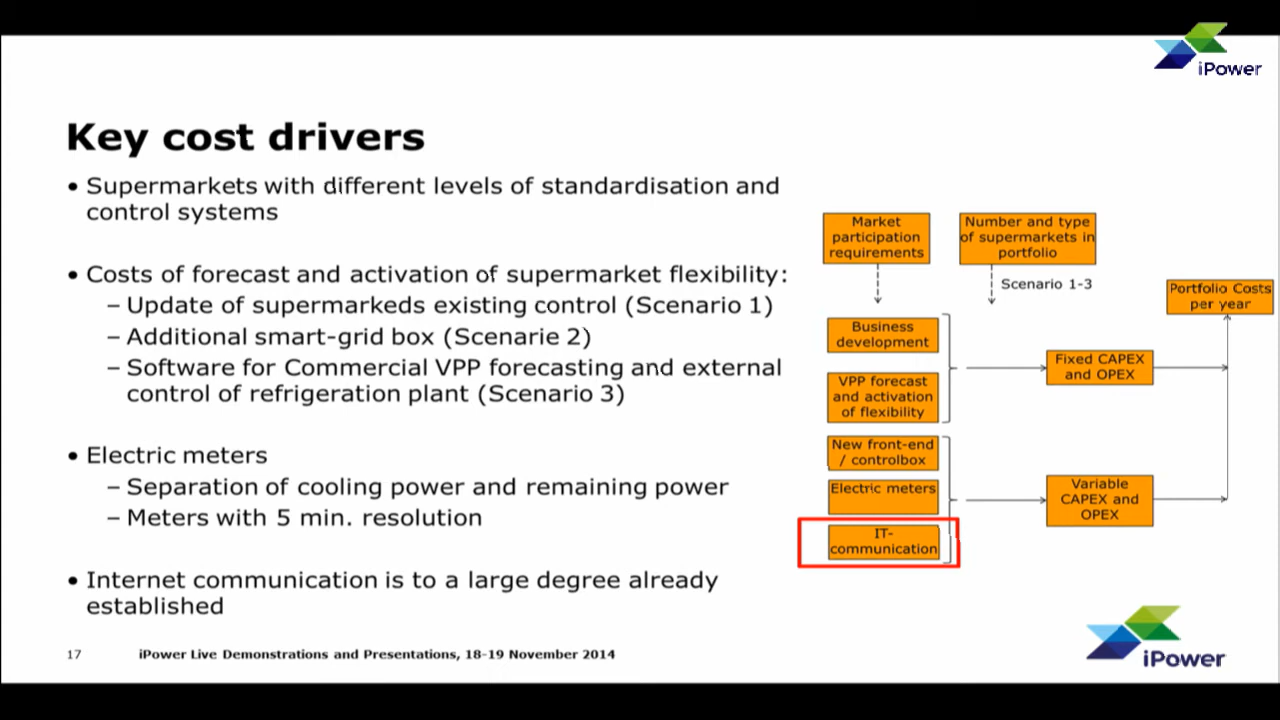 iPower
Key cost drivers
• Supermarkets with different levels of standardisation and
control systems
• Costs of forecast and activation of supermarket flexibility:
– Update of supermarkeds existing control (Scenario 1)
– Additional smart-grid box (Scenarie 2)
– Software for Commercial VPP forecasting and external
control of refrigeration plant (Scenario 3)
• Electric meters
– Separation of cooling power and remaining power
– Meters with 5 min. resolution
• Internet communication is to a large degree already
established
Market
participation
requirements
Number and type
of supermarkets in
portfolio
Scenario 1-3
Portfolio Costs
per year
Business
development
VPP forecast
and activation
of flexibility
Fixed CAPEX
and OPEX
New front-end
/ controlbox
Electric meters
IT-
communication
Variable
CAPEX and
OPEX
17
iPower Live Demonstrations and Presentations, 18-19 November 2014
iPower